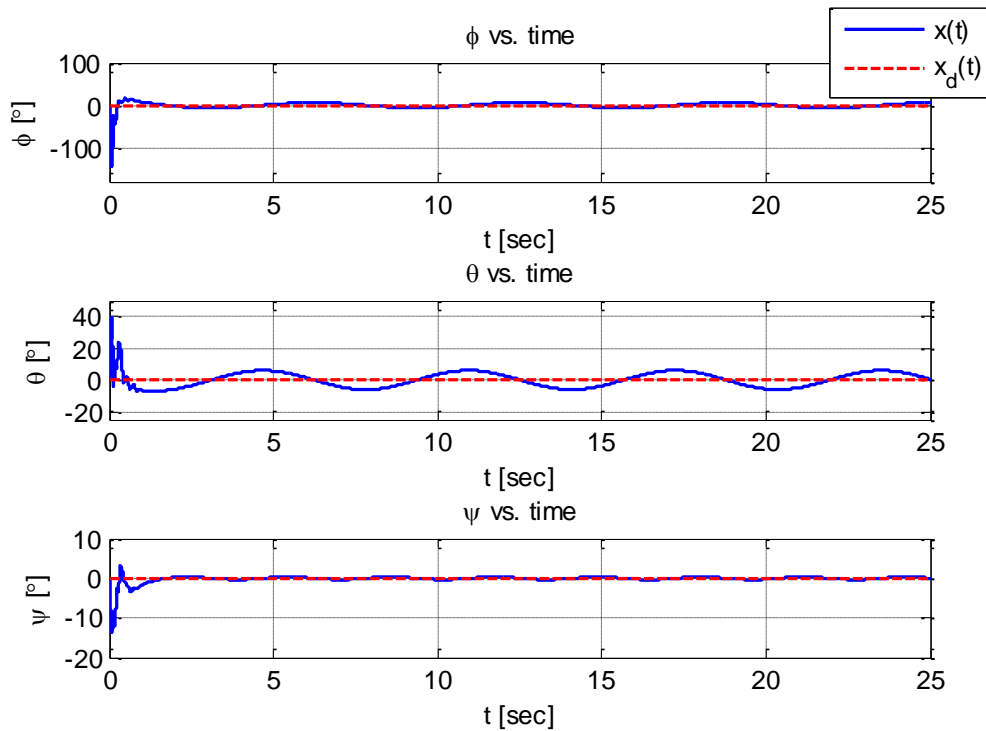 x(t)
x_d(t)
ϕ vs. time
100
0
-100
ϕ [°]
0 5 10 15 20 25
t [sec]
θ vs. time
40
20
0
-20
θ [°]
0 5 10 15 20 25
t [sec]
ψ vs. time
10
0
-10
-20
ψ [°]
0 5 10 15 20 25
t [sec]